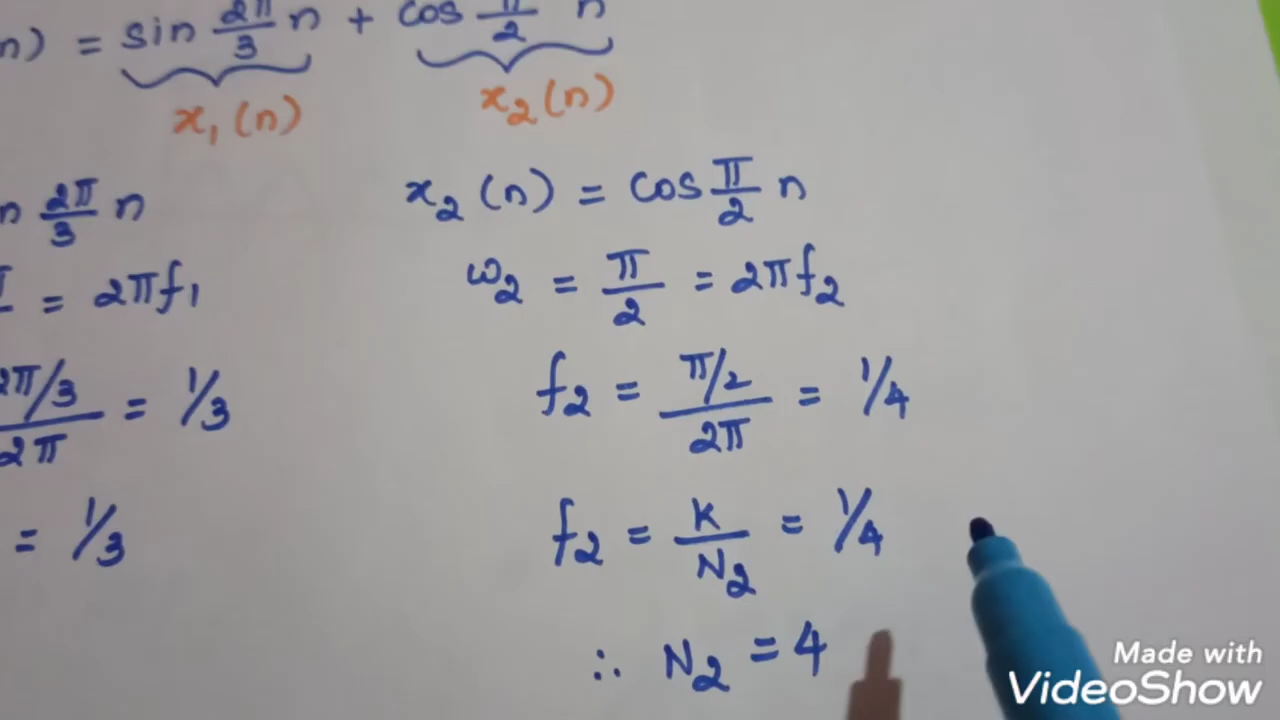 n) = sin 2π/3 n + cos π/2 n
x₁(n) x₂(n)
n 2π/3 n
x₂(n) = cos π/2 n
= 2πf₁
ω₂ = π/2 = 2πf₂
2π/3 / 2π = 1/3
f₂ = π/2 / 2π = 1/4
= 1/3
f₂ = K/N₂ = 1/4
∴ N₂ = 4
Made with
VideoShow